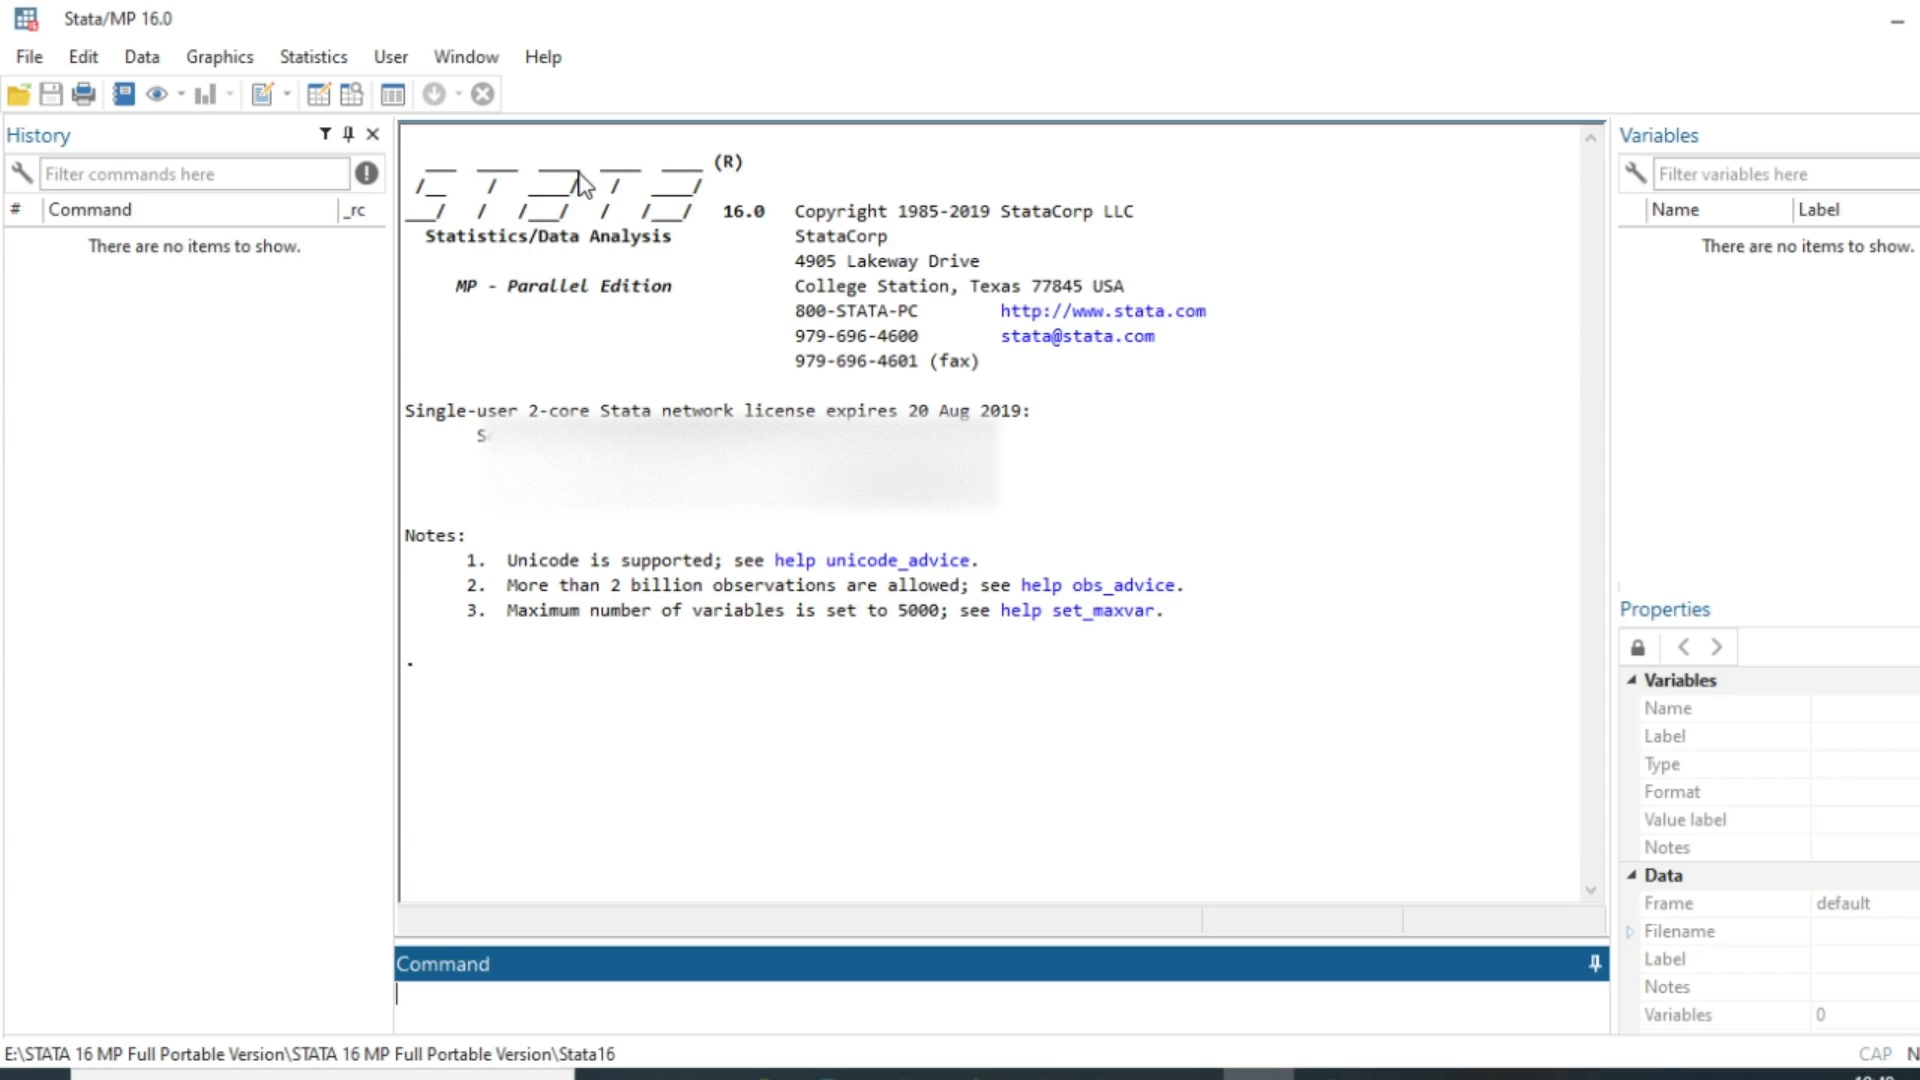 Stata/MP 16.0
File Edit Data Graphics Statistics User Window Help
History
Filter commands here
# Command _rc
There are no items to show.
(R)
16.0 Copyright 1985-2019 StataCorp LLC
Statistics/Data Analysis StataCorp
4905 Lakeway Drive
MP - Parallel Edition College Station, Texas 77845 USA
800-STATA-PC http://www.stata.com
979-696-4600 stata@stata.com
979-696-4601 (fax)
Single-user 2-core Stata network license expires 20 Aug 2019:
Notes:
1. Unicode is supported; see help unicode_advice.
2. More than 2 billion observations are allowed; see help obs_advice.
3. Maximum number of variables is set to 5000; see help set_maxvar.
.
Command
Variables
Filter variables here
Name Label
There are no items to show.
Properties
Variables
Name
Label
Type
Format
Value label
Notes
Data
Frame default
Filename
Label
Notes
Variables 0
E:\STATA 16 MP Full Portable Version\STATA 16 MP Full Portable Version\Stata16
CAP